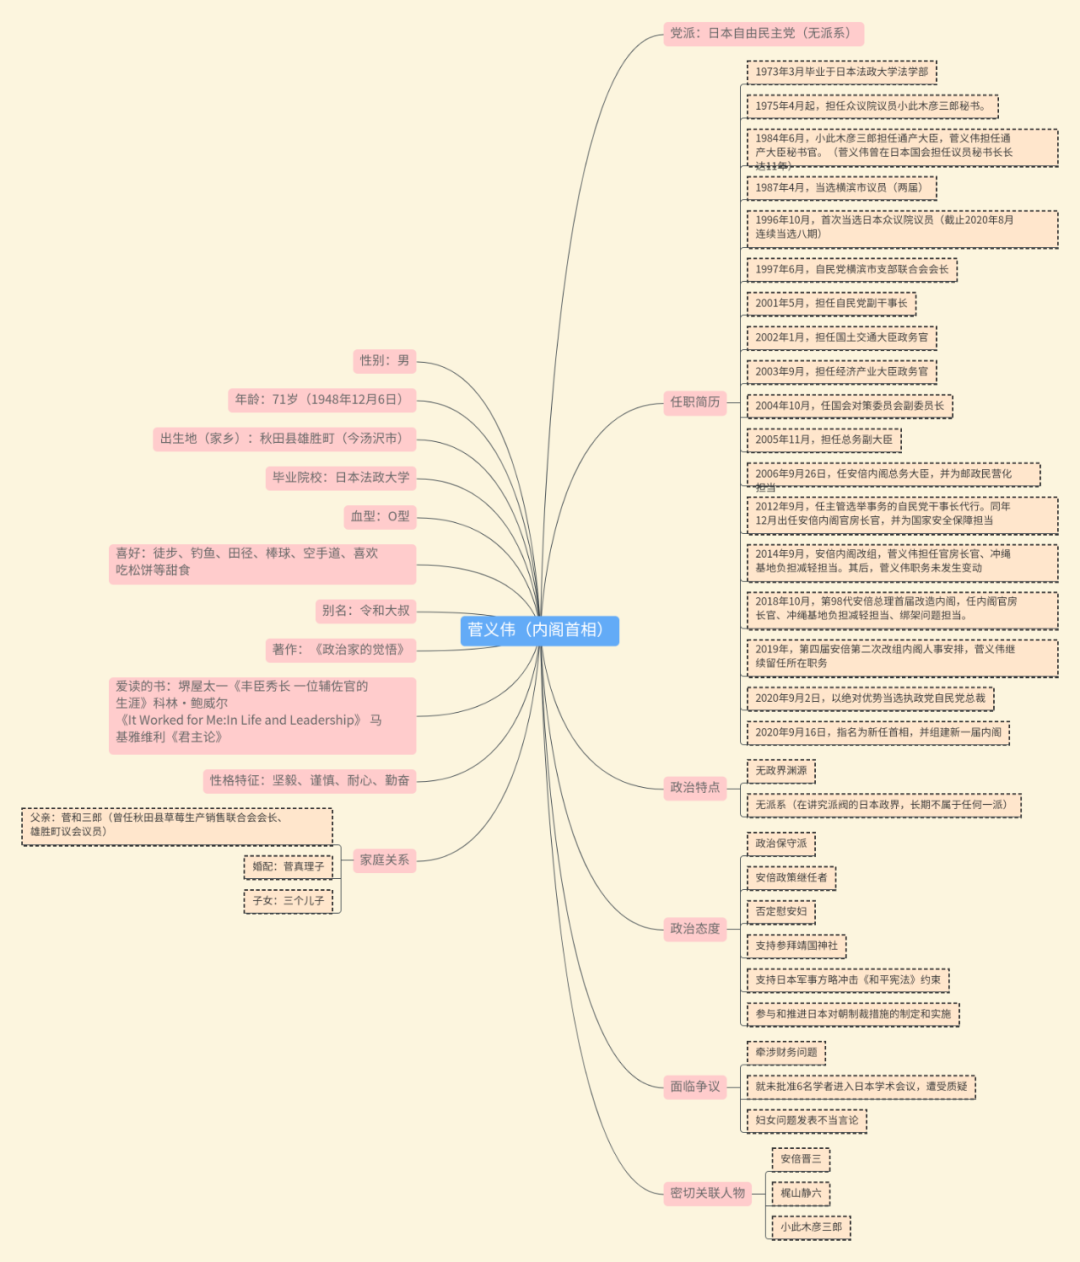 菅义伟（内阁首相）
性别：男
年龄：71岁（1948年12月6日）
出生地（家乡）：秋田县雄胜町（今汤沢市）
毕业院校：日本法政大学
血型：O型
喜好：徒步、钓鱼、田径、棒球、空手道、喜欢
吃松饼等甜食
别名：令和大叔
著作：《政治家的觉悟》
爱读的书：堺屋太一《丰臣秀长 一位辅佐官的
生涯》科林·鲍威尔
《It Worked for Me:In Life and Leadership》 马
基雅维利《君主论》
性格特征：坚毅、谨慎、耐心、勤奋
家庭关系
父亲：菅和三郎（曾任秋田县草莓生产销售联合会会长、
雄胜町议会议员）
婚配：菅真理子
子女：三个儿子
党派：日本自由民主党（无派系）
任职简历
1973年3月毕业于日本法政大学法学部
1975年4月起，担任众议院议员小此木彦三郎秘书。
1984年6月，小此木彦三郎担任通产大臣，菅义伟担任通
产大臣秘书官。（菅义伟曾在日本国会担任议员秘书长长
达11年）
1987年4月，当选横滨市议员（两届）
1996年10月，首次当选日本众议院议员（截止2020年8月
连续当选八期）
1997年6月，自民党横滨市支部联合会会长
2001年5月，担任自民党副干事长
2002年1月，担任国土交通大臣政务官
2003年9月，担任经济产业大臣政务官
2004年10月，任国会对策委员会副委员长
2005年11月，担任总务副大臣
2006年9月26日，任安倍内阁总务大臣，并为邮政民营化
担当
2012年9月，任主管选举事务的自民党干事长代行。同年
12月出任安倍内阁官房长官，并为国家安全保障担当
2014年9月，安倍内阁改组，菅义伟担任官房长官、冲绳
基地负担减轻担当。其后，菅义伟职务未发生变动
2018年10月，第98代安倍总理首届改造内阁，任内阁官房
长官、冲绳基地负担减轻担当、绑架问题担当。
2019年，第四届安倍第二次改组内阁人事安排，菅义伟继
续留任所在职务
2020年9月2日，以绝对优势当选执政党自民党总裁
2020年9月16日，指名为新任首相，并组建新一届内阁
政治特点
无政界渊源
无派系（在讲究派阀的日本政界，长期不属于任何一派）
政治态度
政治保守派
安倍政策继任者
否定慰安妇
支持参拜靖国神社
支持日本军事方略冲击《和平宪法》约束
参与和推进日本对朝制裁措施的制定和实施
面临争议
牵涉财务问题
就未批准6名学者进入日本学术会议，遭受质疑
妇女问题发表不当言论
密切关联人物
安倍晋三
梶山静六
小此木彦三郎